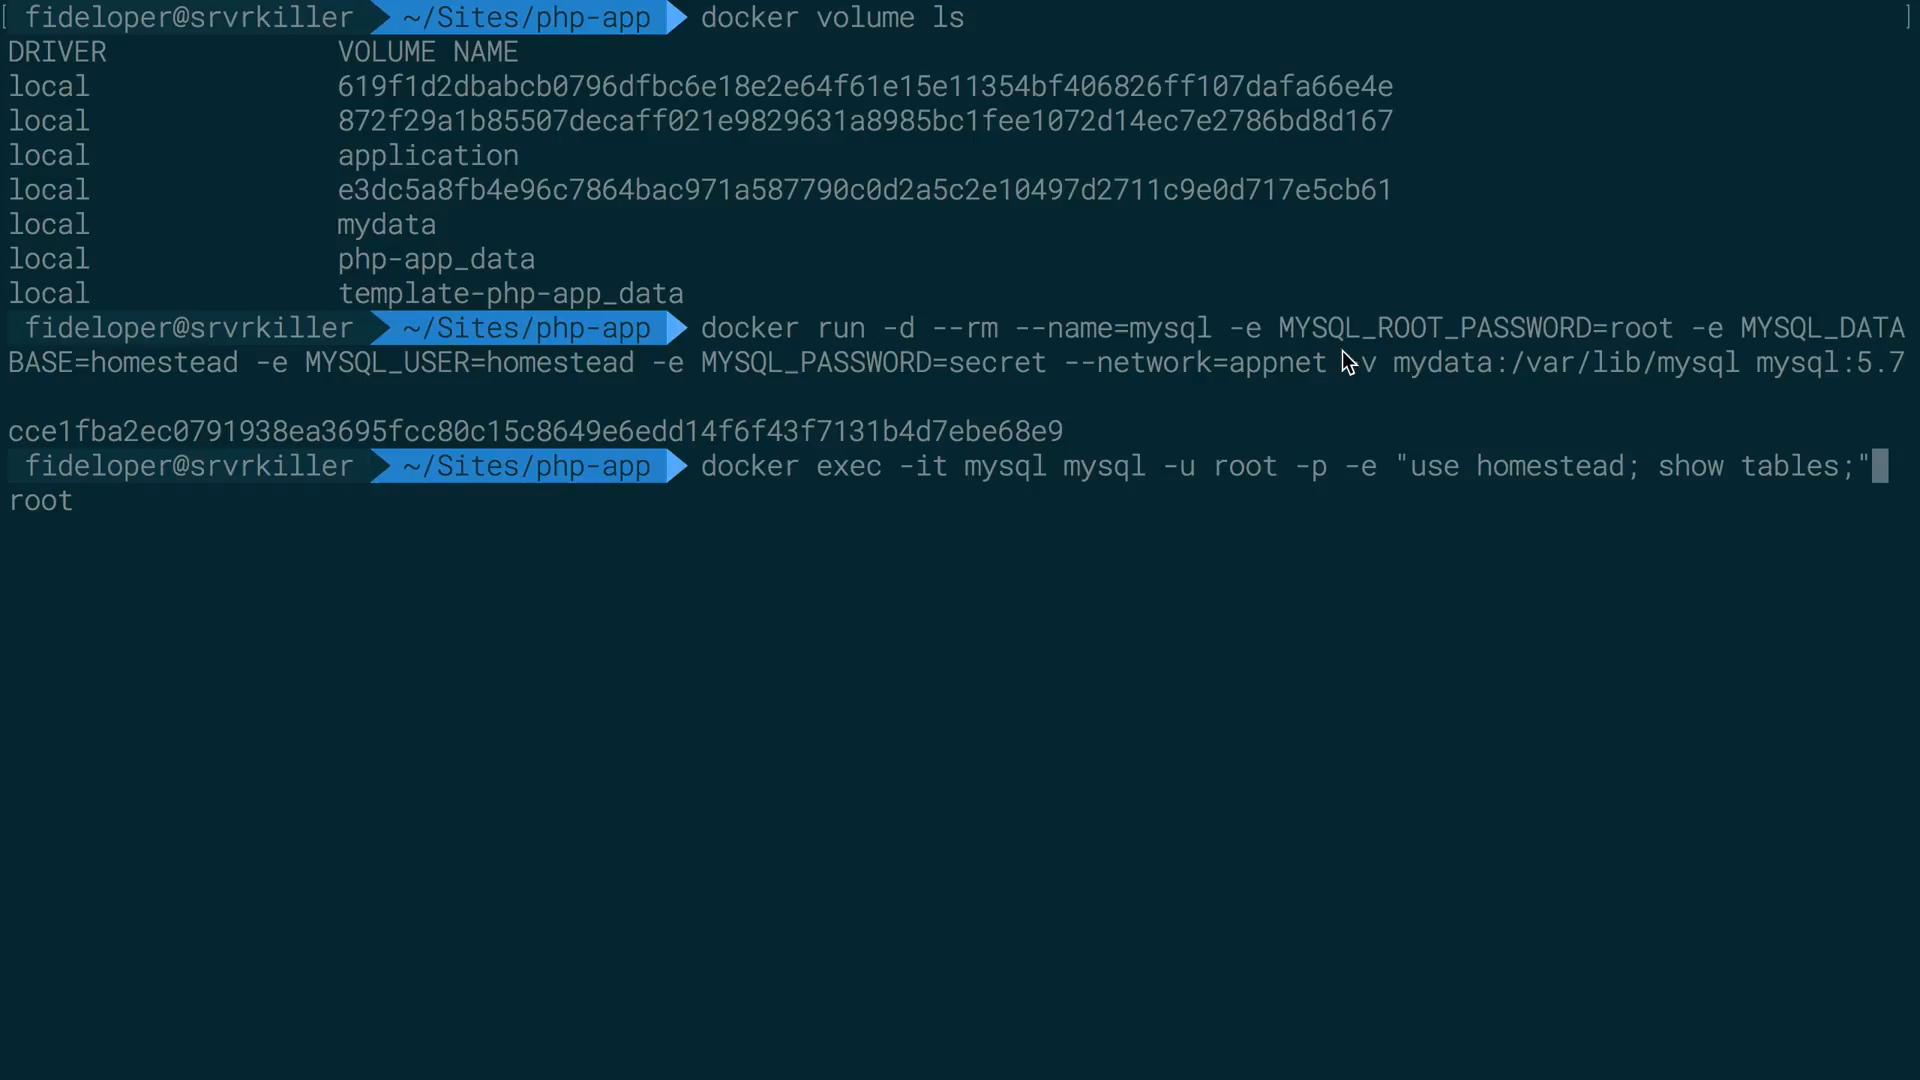 [ fideloper@srvrkiller ~/Sites/php-app docker volume ls ]
DRIVER VOLUME NAME
local 619f1d2dbabcb0796dfbc6e18e2e64f61e15e11354bf406826ff107dafa66e4e
local 872f29a1b85507decaff021e9829631a8985bc1fee1072d14ec7e2786bd8d167
local application
local e3dc5a8fb4e96c7864bac971a587790c0d2a5c2e10497d2711c9e0d717e5cb61
local mydata
local php-app_data
local template-php-app_data
fideloper@srvrkiller ~/Sites/php-app docker run -d --rm --name=mysql -e MYSQL_ROOT_PASSWORD=root -e MYSQL_DATA
BASE=homestead -e MYSQL_USER=homestead -e MYSQL_PASSWORD=secret --network=appnet -v mydata:/var/lib/mysql mysql:5.7
cce1fba2ec0791938ea3695fcc80c15c8649e6edd14f6f43f7131b4d7ebe68e9
fideloper@srvrkiller ~/Sites/php-app docker exec -it mysql mysql -u root -p -e "use homestead; show tables;"
root